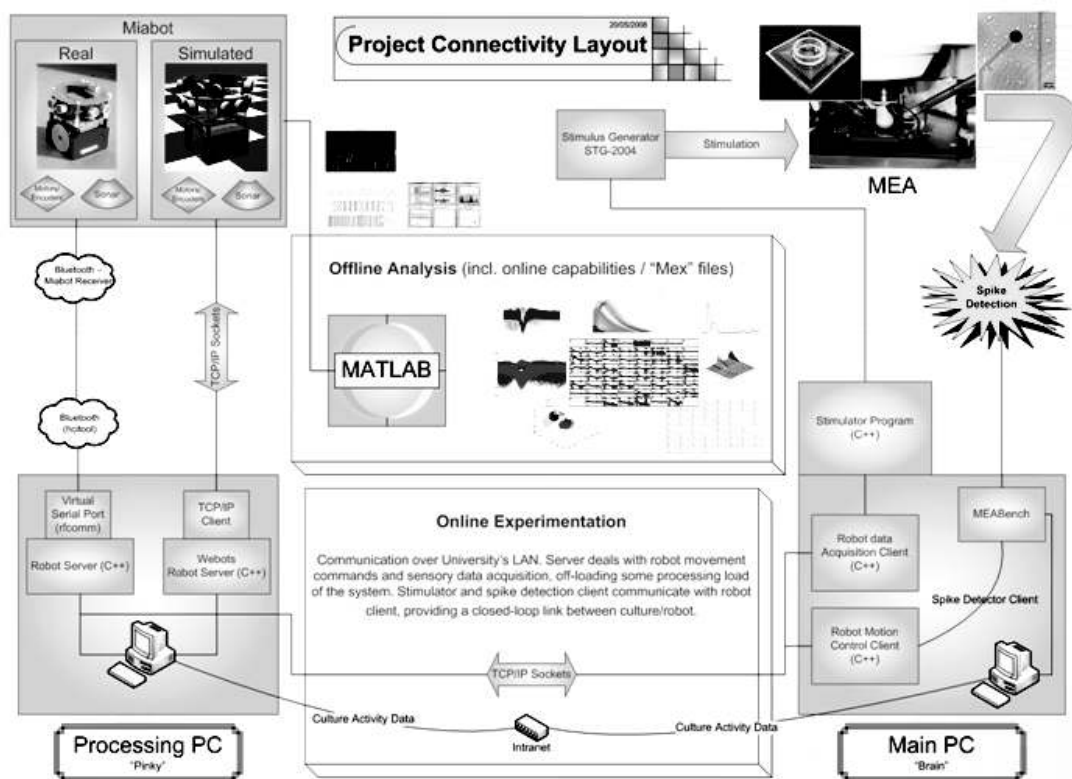 Miabot
Real
Simulated
Motors/
Encoders
Sonar
Motors/
Encoders
Sonar
20/05/2008
Project Connectivity Layout
Stimulus Generator
STG-2004
Stimulation
MEA
Spike
Detection
Bluetooth –
Miabot Receiver
TCP/IP Sockets
Bluetooth
(hcitool)
Offline Analysis (incl. online capabilities / "Mex" files)
MATLAB
Stimulator Program
(C++)
Virtual
Serial Port
(rfcomm)
TCP/IP
Client
Robot Server (C++)
Webots
Robot Server (C++)
Online Experimentation
Communication over University's LAN. Server deals with robot movement
commands and sensory data acquisition, off-loading some processing load
of the system. Stimulator and spike detection client communicate with robot
client, providing a closed-loop link between culture/robot.
MEABench
Robot data
Acquisition Client
(C++)
Spike Detector Client
Robot Motion
Control Client
(C++)
TCP/IP Sockets
Culture Activity Data
Intranet
Culture Activity Data
Processing PC
"Pinky"
Main PC
"Brain"